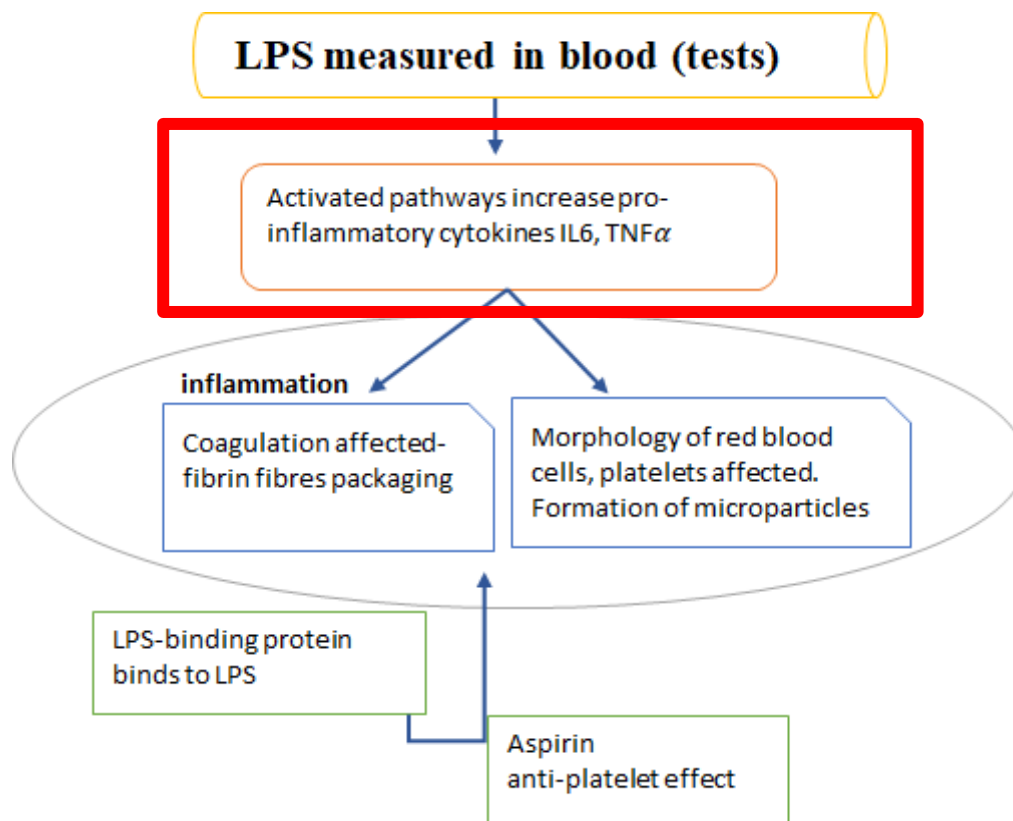 LPS measured in blood (tests)
Activated pathways increase pro-
inflammatory cytokines IL6, TNFα
inflammation
Coagulation affected-
fibrin fibres packaging
Morphology of red blood
cells, platelets affected.
Formation of microparticles
LPS-binding protein
binds to LPS
Aspirin
anti-platelet effect